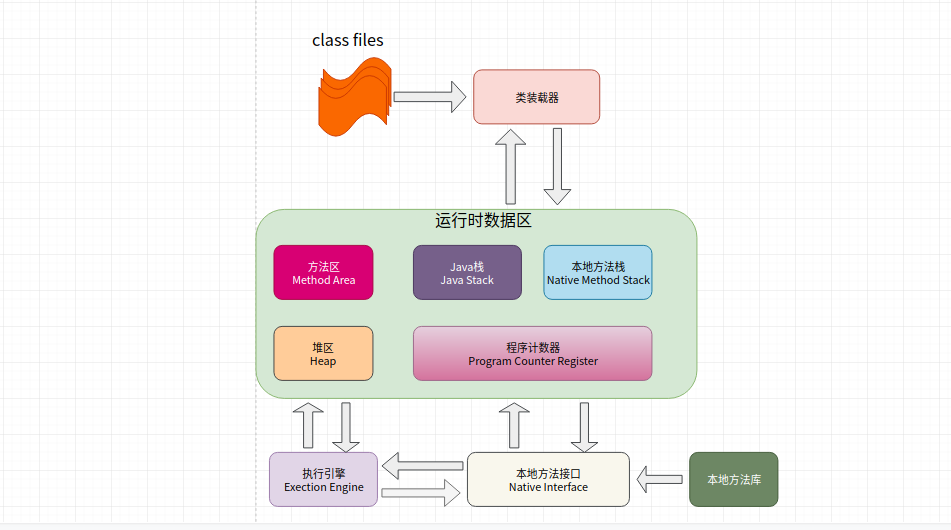 class files
类装载器
运行时数据区
方法区
Method Area
Java栈
Java Stack
本地方法栈
Native Method Stack
堆区
Heap
程序计数器
Program Counter Register
执行引擎
Exection Engine
本地方法接口
Native Interface
本地方法库